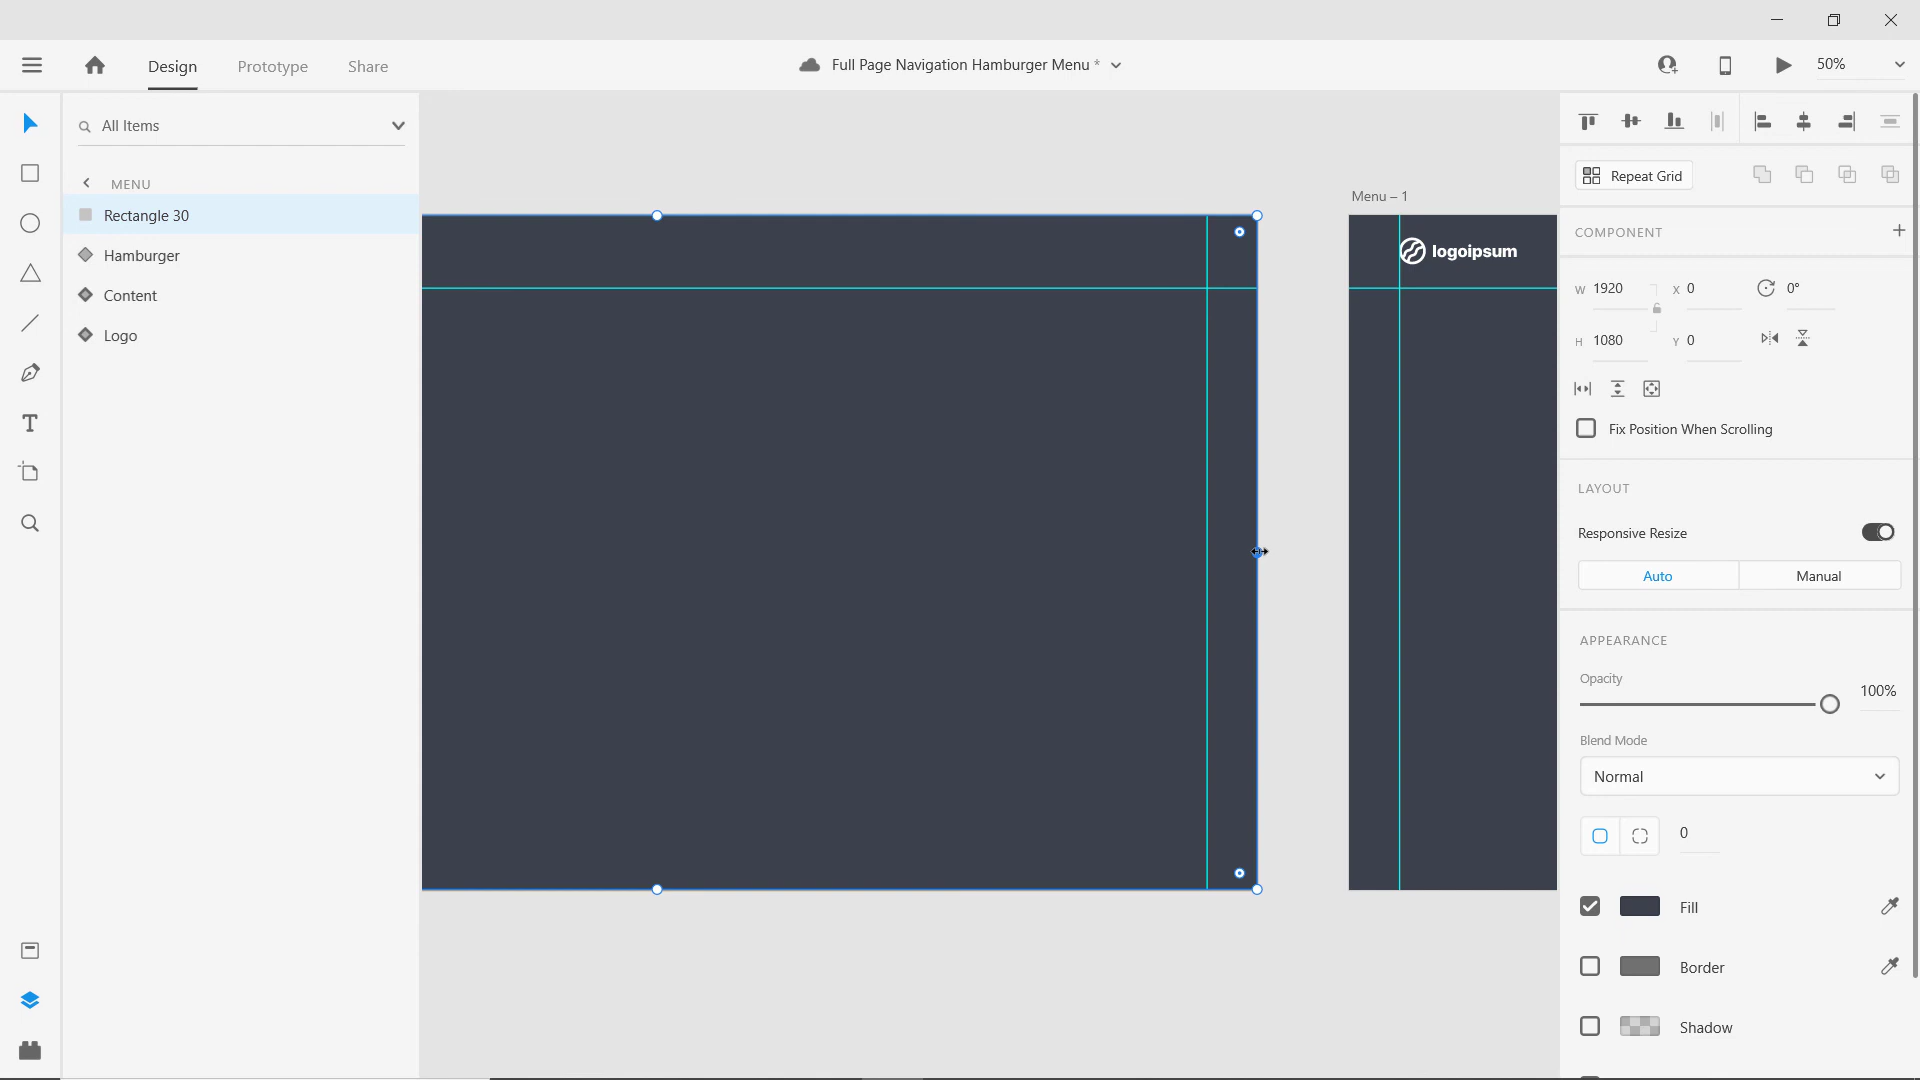 Design
Prototype
Share
Full Page Navigation Hamburger Menu *
50%
All Items
MENU
Rectangle 30
Hamburger
Content
Logo
Menu – 1
logoipsum
Repeat Grid
COMPONENT
W 1920
X 0
0°
H 1080
Y 0
Fix Position When Scrolling
LAYOUT
Responsive Resize
Auto
Manual
APPEARANCE
Opacity
100%
Blend Mode
Normal
0
Fill
Border
Shadow